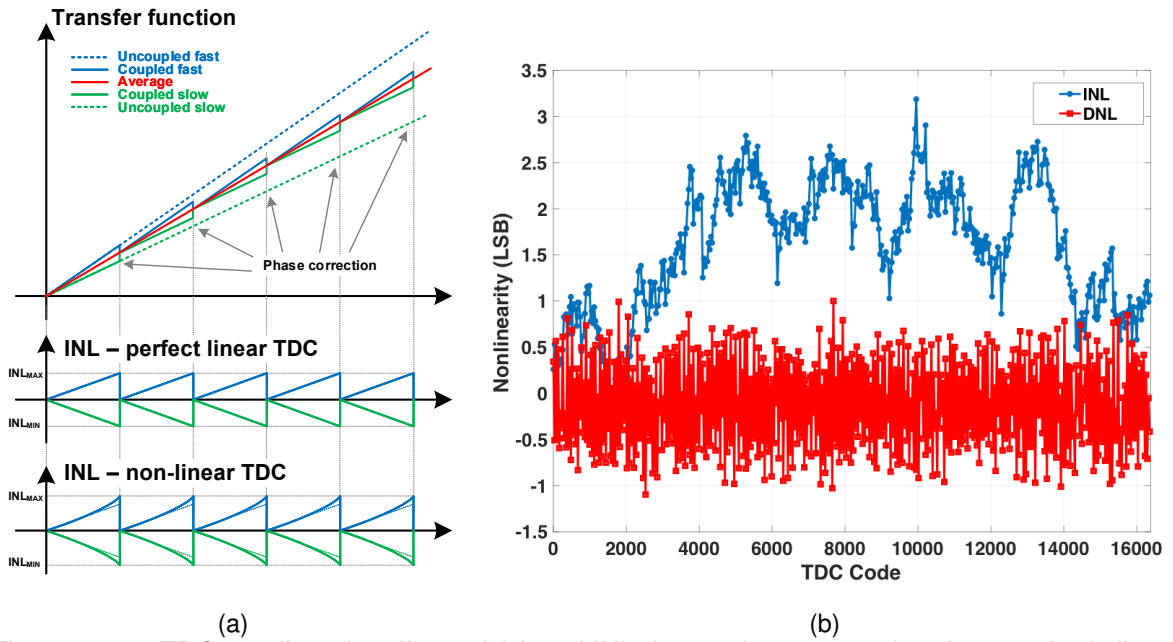 Transfer function
Uncoupled fast
Coupled fast
Average
Coupled slow
Uncoupled slow
Phase correction
INL – perfect linear TDC
INLMAX
INLMIN
INL – non-linear TDC
INLMAX
INLMIN
(a)
3.5
3
2.5
2
1.5
1
0.5
0
-0.5
-1
-1.5
Nonlinearity (LSB)
INL
DNL
0 2000 4000 6000 8000 10000 12000 14000 16000
TDC Code
(b)